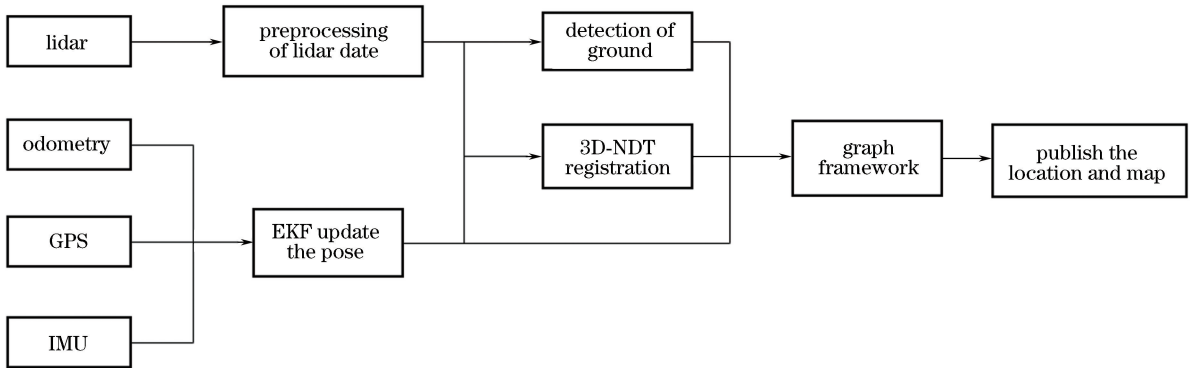 lidar
preprocessing
of lidar date
detection of
ground
odometry
3D-NDT
registration
graph
framework
publish the
location and map
GPS
EKF update
the pose
IMU